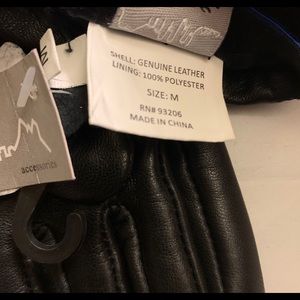 SHELL: GENUINE LEATHER
LINING: 100% POLYESTER
SIZE: M
RN# 93206
MADE IN CHINA
accessories
M